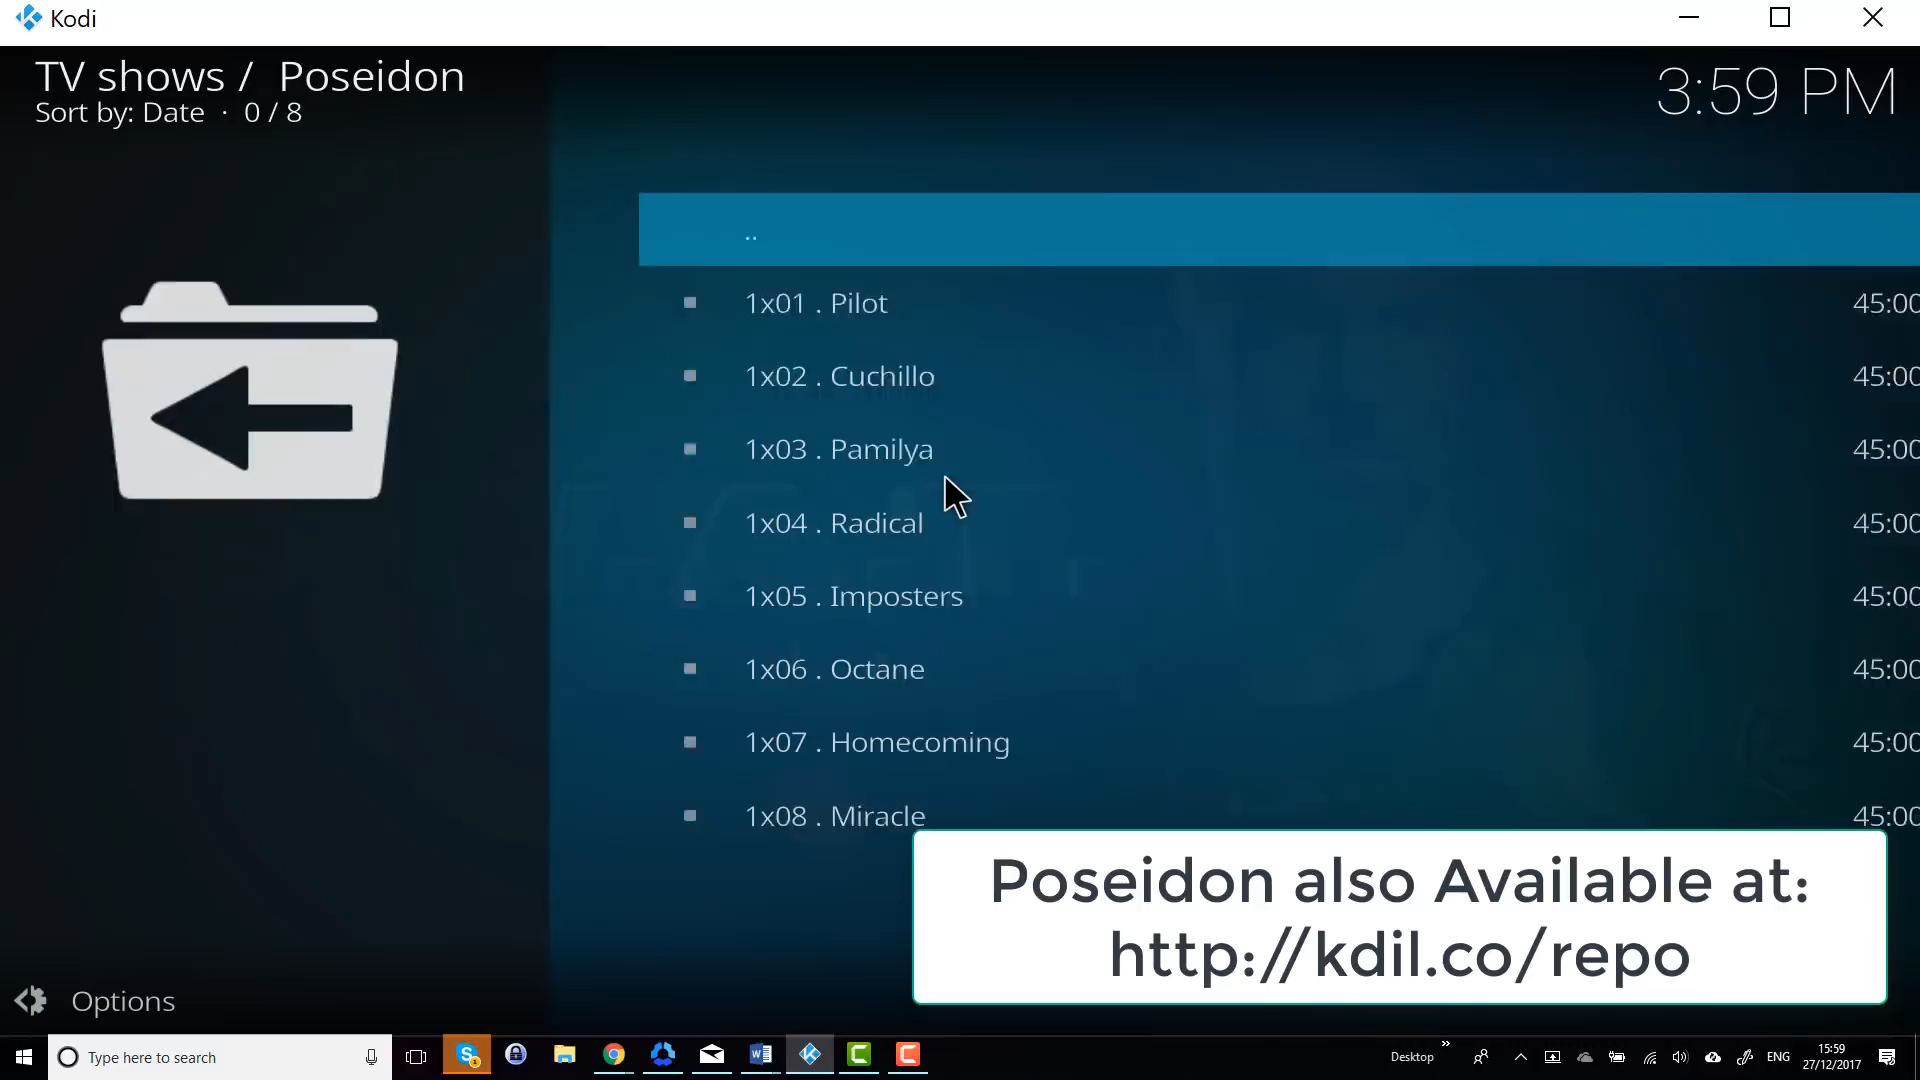 Kodi
TV shows / Poseidon
Sort by: Date · 0 / 8
3:59 PM
..
1x01 . Pilot 45:00
1x02 . Cuchillo 45:00
1x03 . Pamilya 45:00
1x04 . Radical 45:00
1x05 . Imposters 45:00
1x06 . Octane 45:00
1x07 . Homecoming 45:00
1x08 . Miracle 45:00
Poseidon also Available at:
http://kdil.co/repo
Options
Type here to search
Desktop
ENG
15:59
27/12/2017